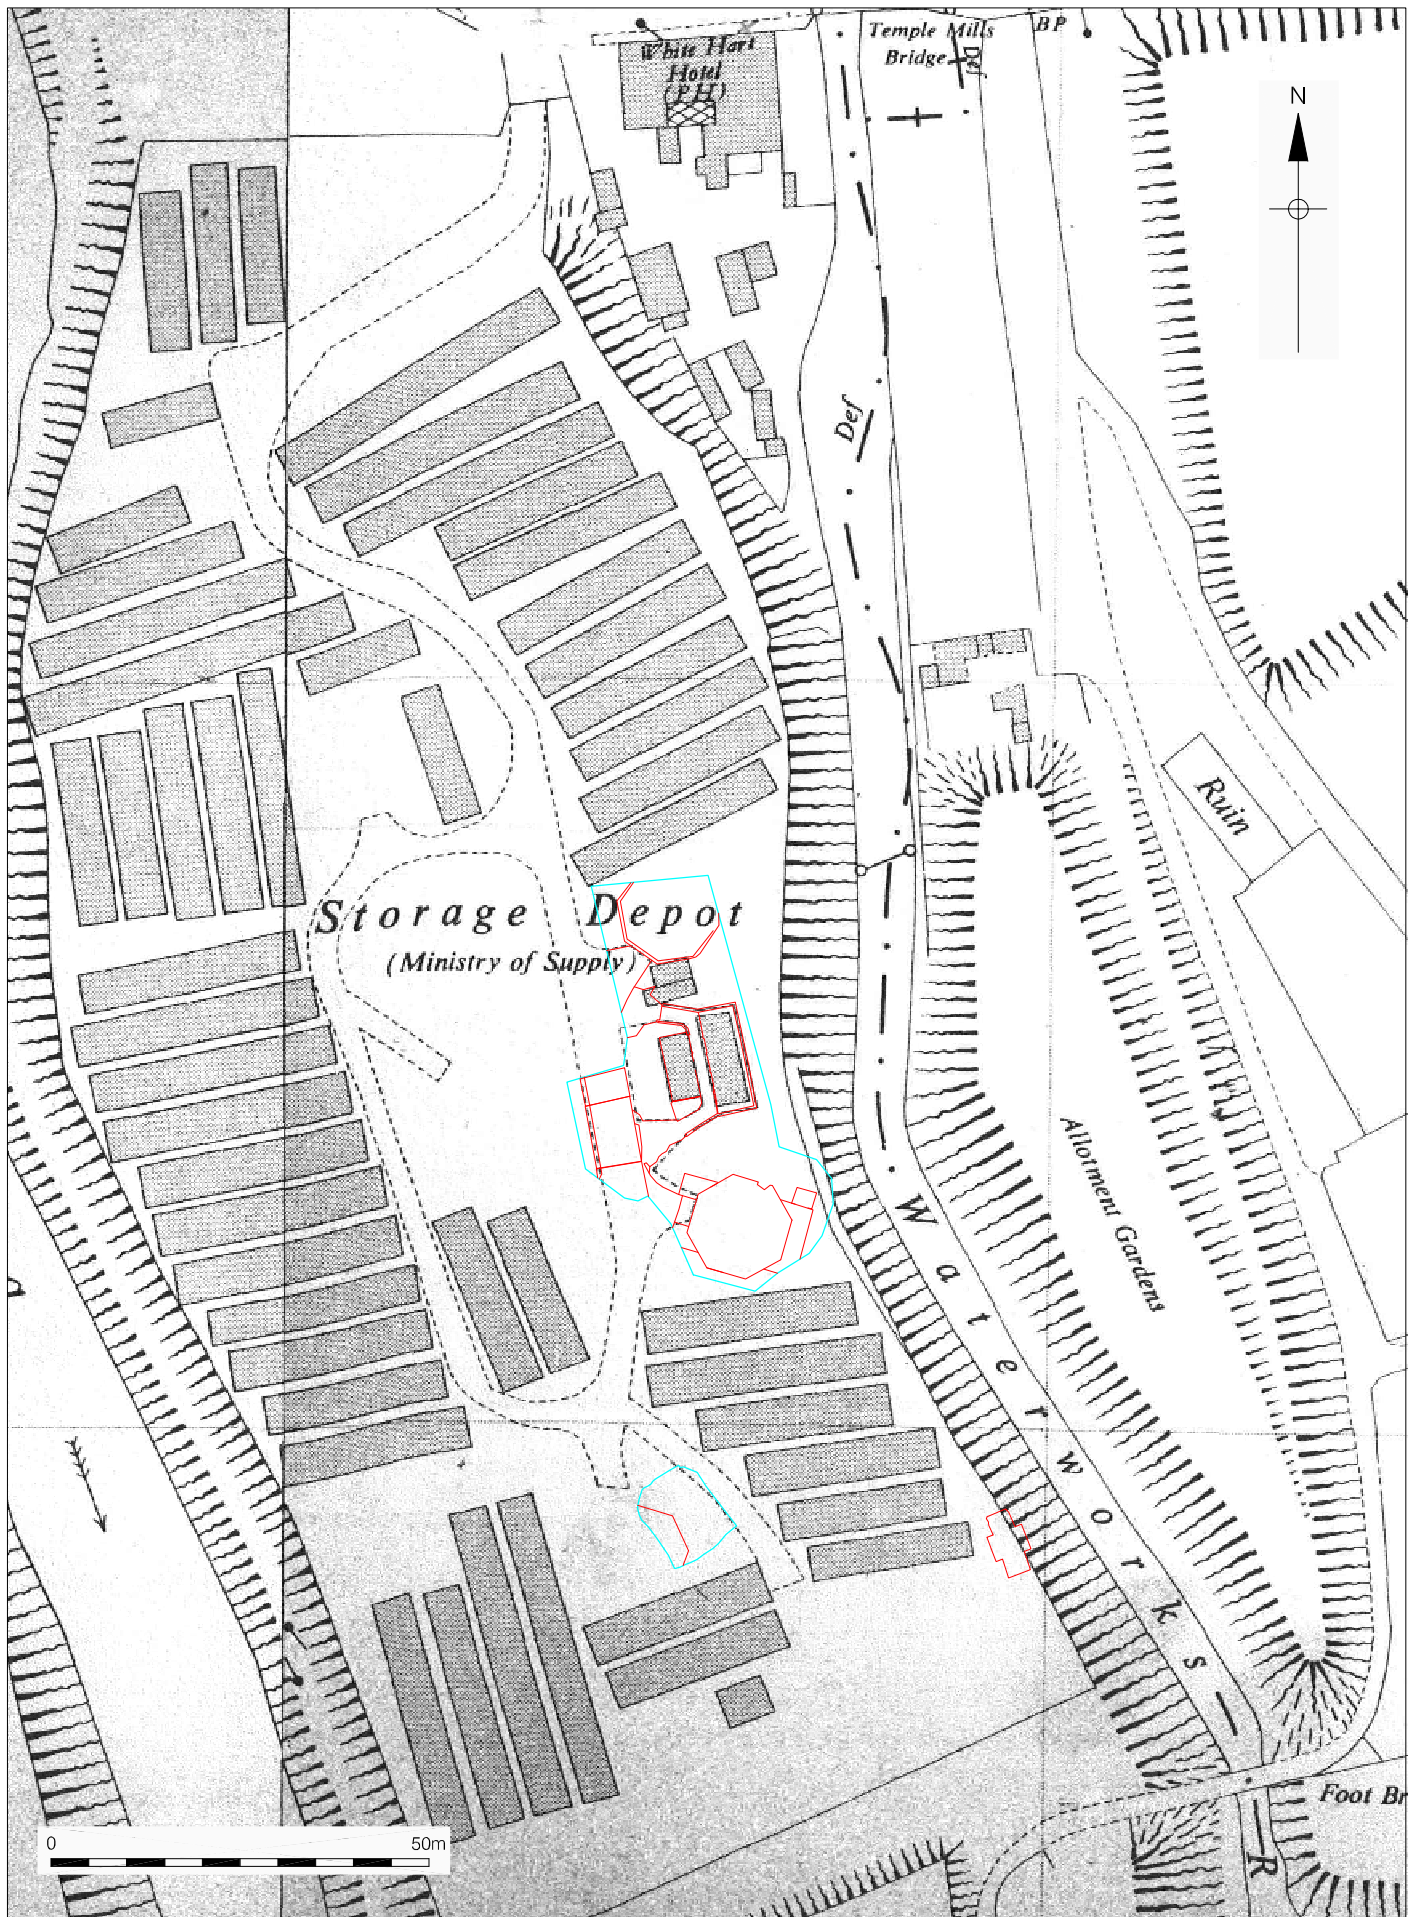 White Hart
Hotel
(PH)
Temple Mills
Bridge
Def
BP
N
Def
Ruin
Storage Depot
(Ministry of Supply)
Allotment Gardens
Waterworks
R
Foot Br
0 50m